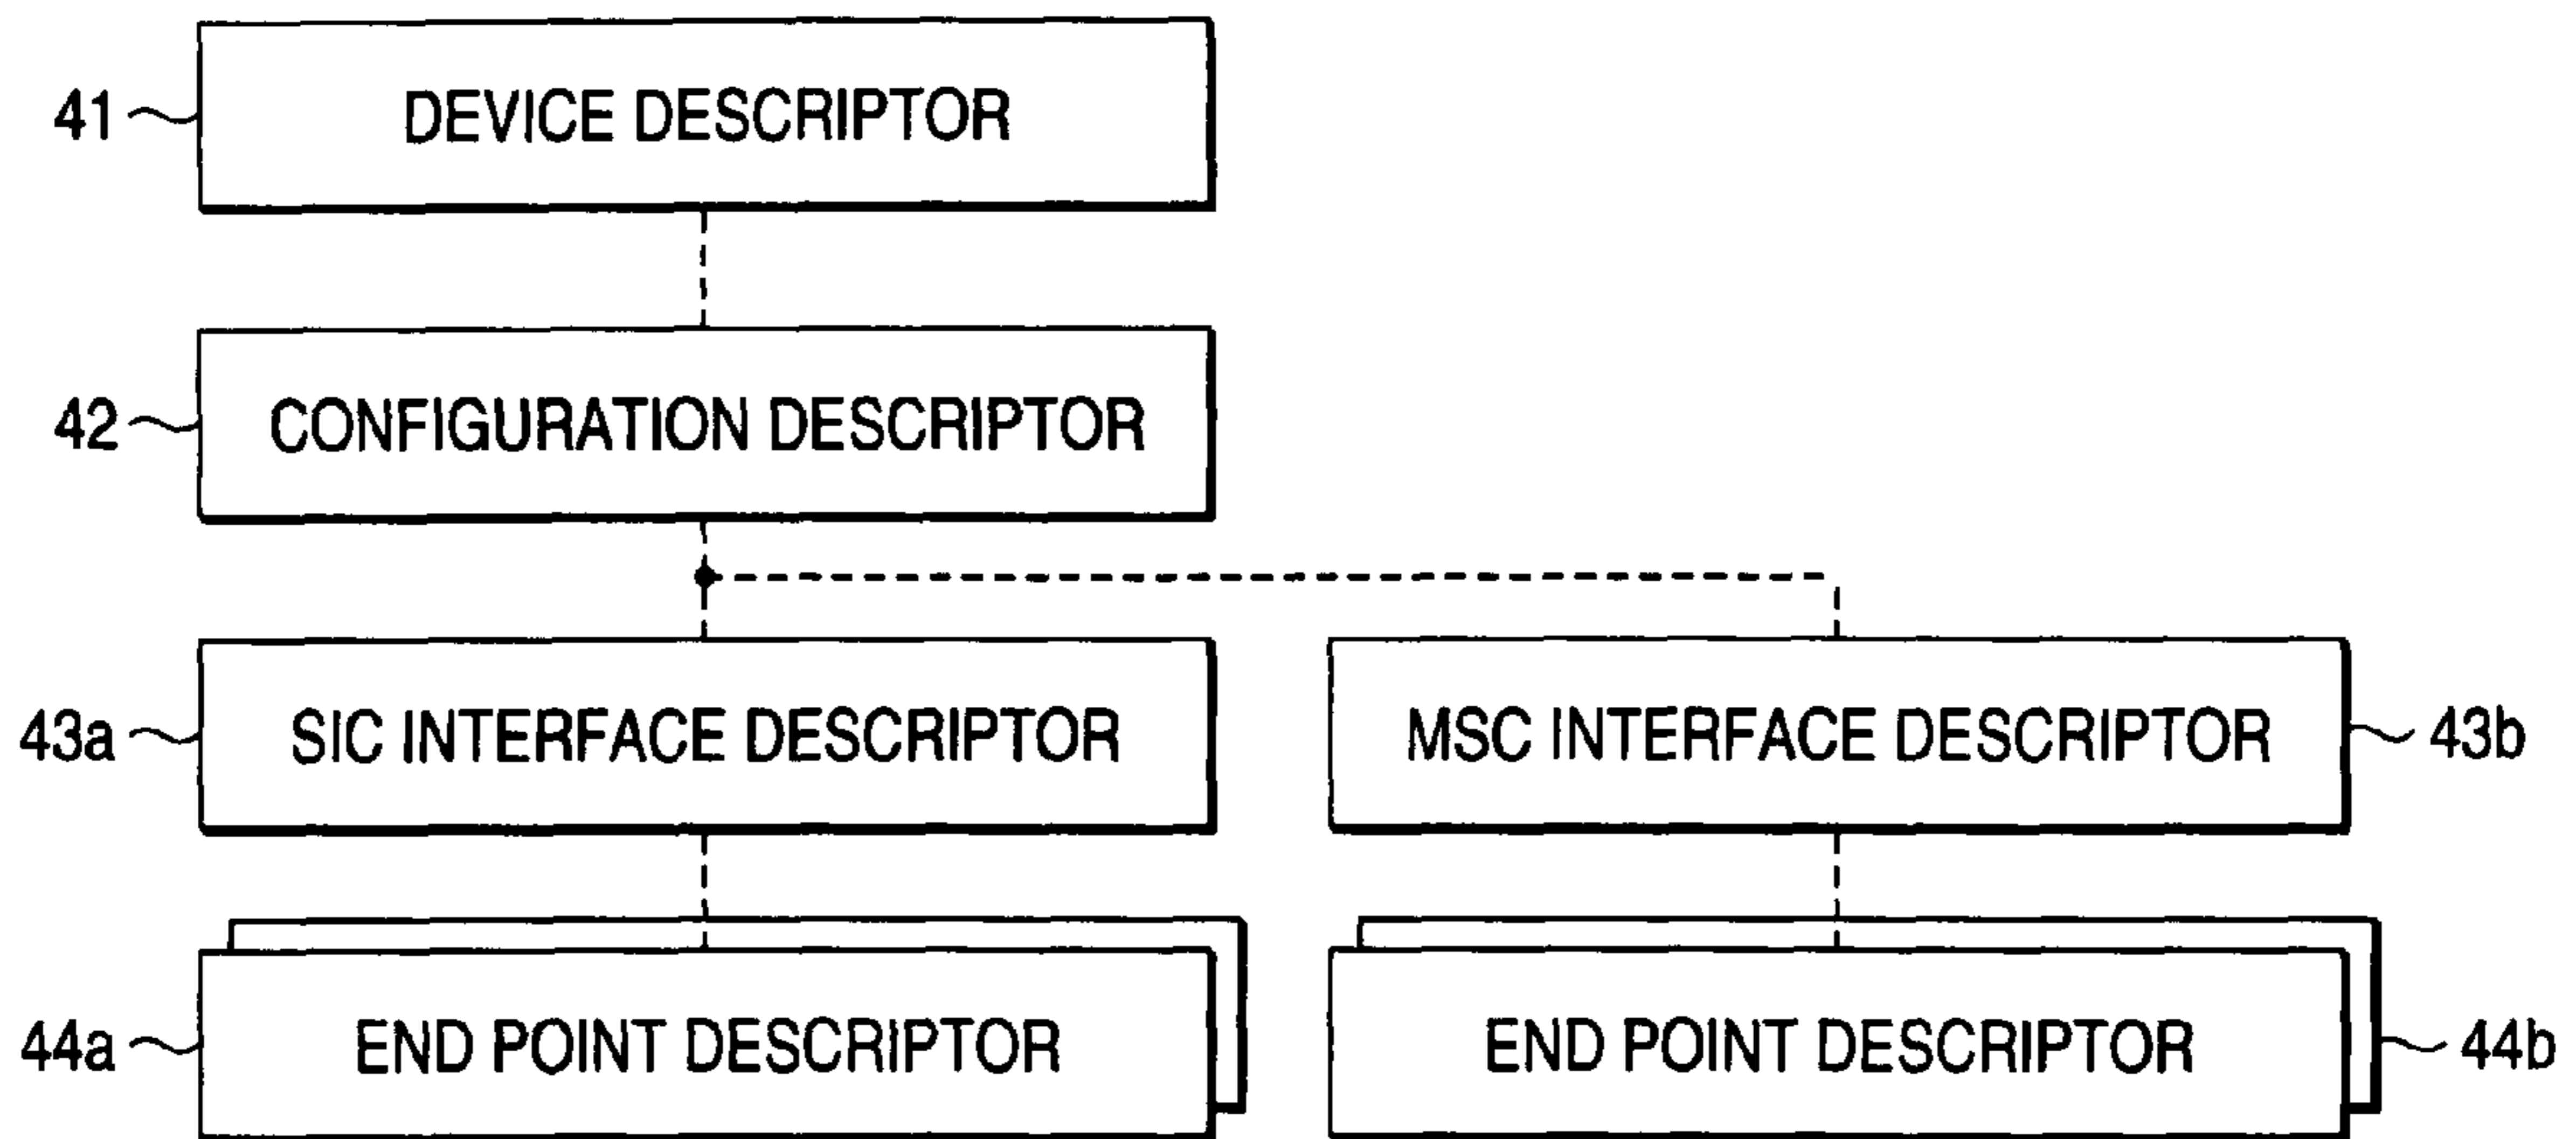 41 DEVICE DESCRIPTOR
42 CONFIGURATION DESCRIPTOR
43a SIC INTERFACE DESCRIPTOR MSC INTERFACE DESCRIPTOR 43b
44a END POINT DESCRIPTOR END POINT DESCRIPTOR 44b